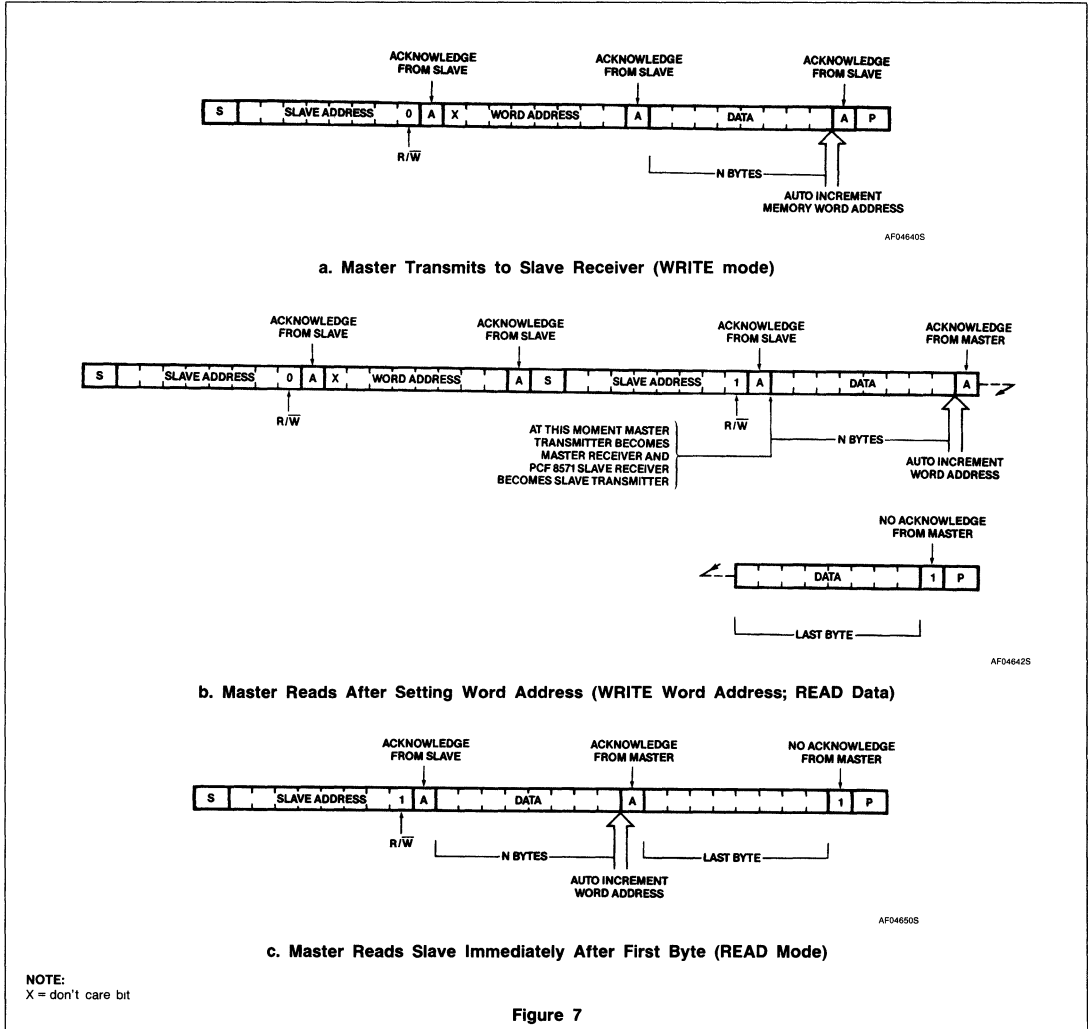 ACKNOWLEDGE
FROM SLAVE
ACKNOWLEDGE
FROM SLAVE
ACKNOWLEDGE
FROM SLAVE
S SLAVE ADDRESS 0 A X WORD ADDRESS A DATA A P
R/W̅
N BYTES
AUTO INCREMENT
MEMORY WORD ADDRESS
AF04640S
a. Master Transmits to Slave Receiver (WRITE mode)
ACKNOWLEDGE
FROM SLAVE
ACKNOWLEDGE
FROM SLAVE
ACKNOWLEDGE
FROM SLAVE
ACKNOWLEDGE
FROM MASTER
S SLAVE ADDRESS 0 A X WORD ADDRESS A S SLAVE ADDRESS 1 A DATA A
R/W̅
R/W̅
AT THIS MOMENT MASTER
TRANSMITTER BECOMES
MASTER RECEIVER AND
PCF 8571 SLAVE RECEIVER
BECOMES SLAVE TRANSMITTER
N BYTES
AUTO INCREMENT
WORD ADDRESS
NO ACKNOWLEDGE
FROM MASTER
DATA 1 P
LAST BYTE
AF04642S
b. Master Reads After Setting Word Address (WRITE Word Address; READ Data)
ACKNOWLEDGE
FROM SLAVE
ACKNOWLEDGE
FROM MASTER
NO ACKNOWLEDGE
FROM MASTER
S SLAVE ADDRESS 1 A DATA A 1 P
R/W̅
N BYTES
LAST BYTE
AUTO INCREMENT
WORD ADDRESS
AF04650S
c. Master Reads Slave Immediately After First Byte (READ Mode)
NOTE:
X = don't care bit
Figure 7